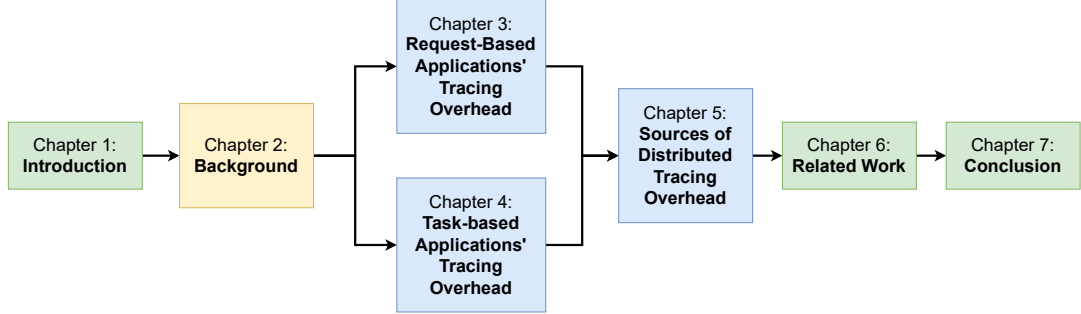 Chapter 1:
Introduction
Chapter 2:
Background
Chapter 3:
Request-Based
Applications'
Tracing
Overhead
Chapter 4:
Task-based
Applications'
Tracing
Overhead
Chapter 5:
Sources of
Distributed
Tracing
Overhead
Chapter 6:
Related Work
Chapter 7:
Conclusion